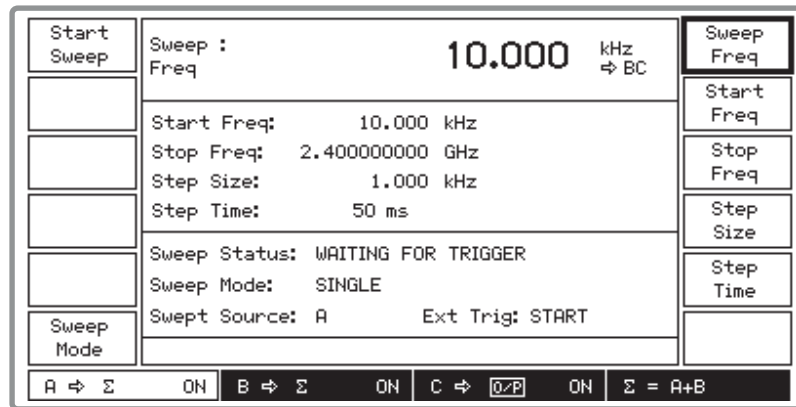 Start
Sweep
Sweep :
Freq
10.000 kHz
⇨ BC
Sweep
Freq
Start
Freq
Start Freq: 10.000 kHz
Stop Freq: 2.400000000 GHz
Step Size: 1.000 kHz
Step Time: 50 ms
Stop
Freq
Step
Size
Sweep Status: WAITING FOR TRIGGER
Sweep Mode: SINGLE
Swept Source: A Ext Trig: START
Step
Time
Sweep
Mode
A ⇨ Σ ON B ⇨ Σ ON C ⇨ O/P ON Σ = A+B